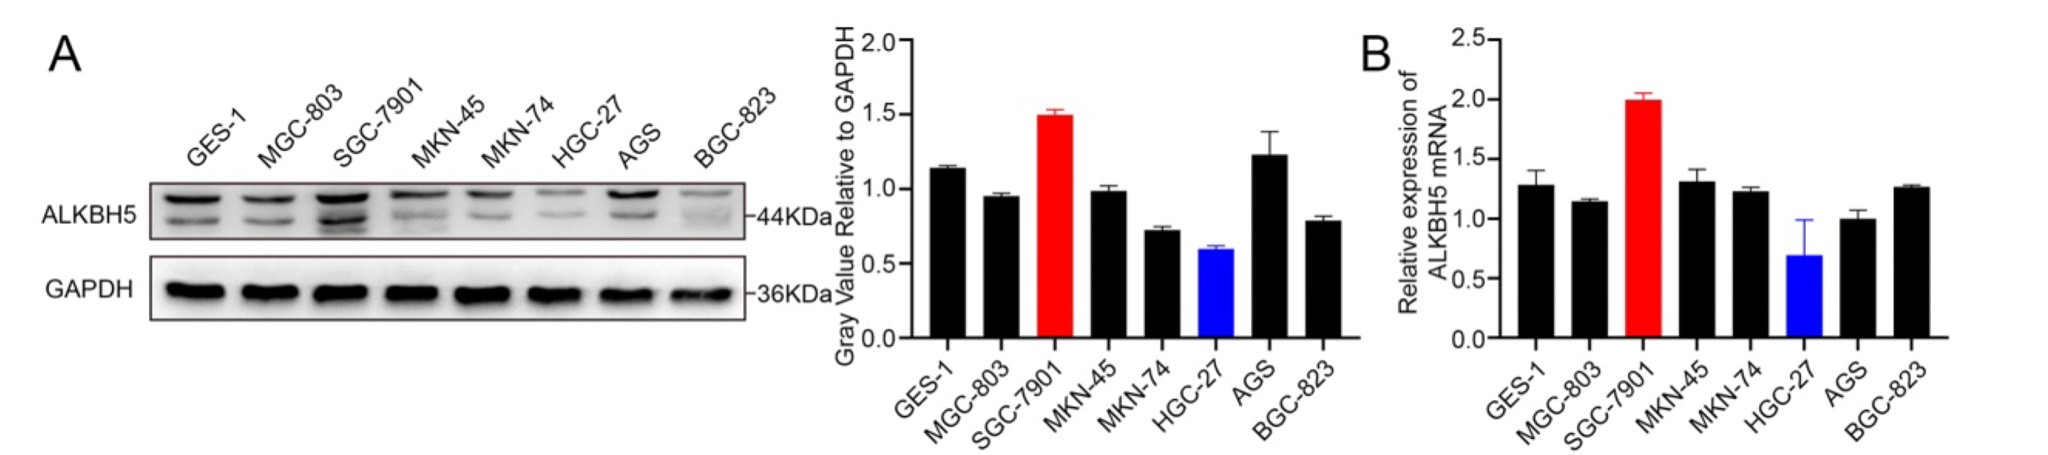 A
GES-1
MGC-803
SGC-7901
MKN-45
MKN-74
HGC-27
AGS
BGC-823
ALKBH5
44KDa
GAPDH
36KDa
Gray Value Relative to GAPDH
2.0
1.5
1.0
0.5
0.0
GES-1
MGC-803
SGC-7901
MKN-45
MKN-74
HGC-27
AGS
BGC-823
B
Relative expression of
ALKBH5 mRNA
2.5
2.0
1.5
1.0
0.5
0.0
GES-1
MGC-803
SGC-7901
MKN-45
MKN-74
HGC-27
AGS
BGC-823